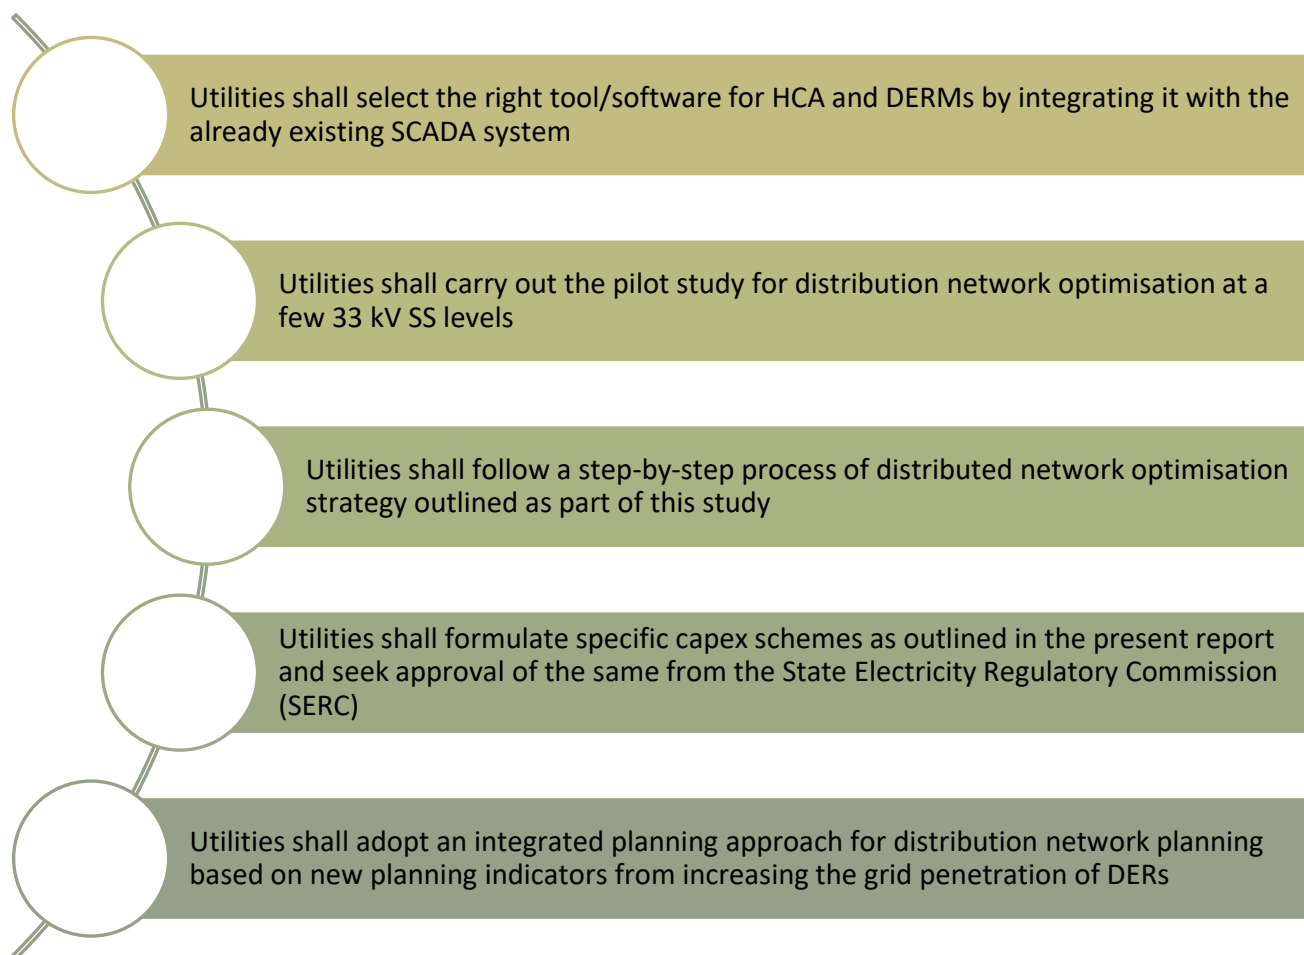 Utilities shall select the right tool/software for HCA and DERMs by integrating it with the
already existing SCADA system
Utilities shall carry out the pilot study for distribution network optimisation at a
few 33 kV SS levels
Utilities shall follow a step-by-step process of distributed network optimisation
strategy outlined as part of this study
Utilities shall formulate specific capex schemes as outlined in the present report
and seek approval of the same from the State Electricity Regulatory Commission
(SERC)
Utilities shall adopt an integrated planning approach for distribution network planning
based on new planning indicators from increasing the grid penetration of DERs